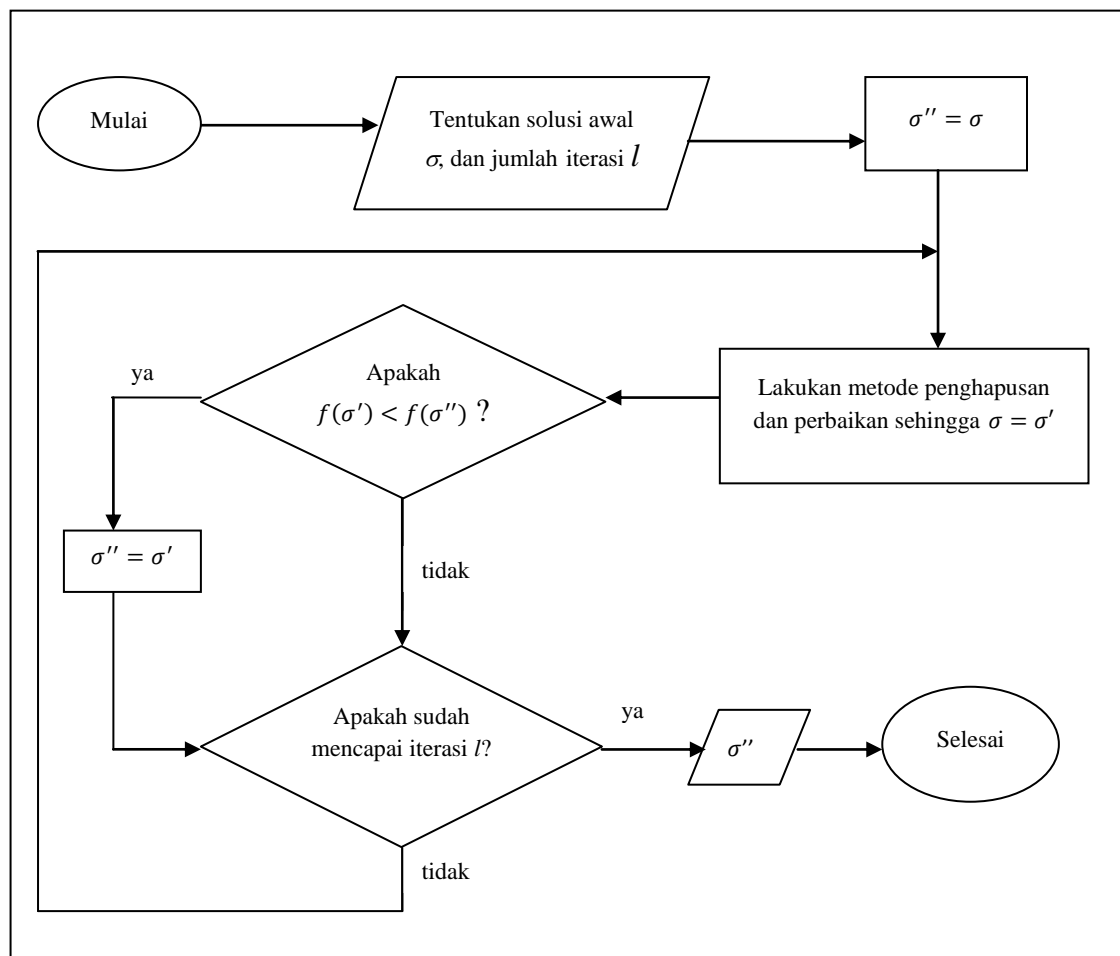 Mulai
Tentukan solusi awal
σ, dan jumlah iterasi l
σ′′ = σ
Lakukan metode penghapusan
dan perbaikan sehingga σ = σ′
Apakah
f(σ′) < f(σ′′) ?
ya
σ′′ = σ′
tidak
Apakah sudah
mencapai iterasi l?
ya
σ′′
Selesai
tidak